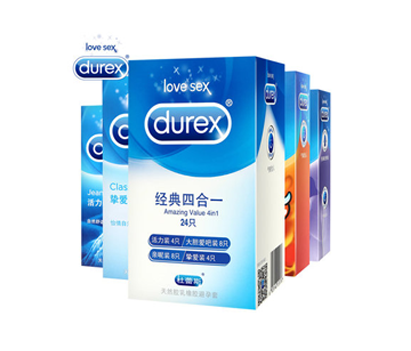 love sex
durex®
love sex
durex®
经典四合一
Amazing Value 4in1
24只
活力装4只 大胆爱吧装8只
亲昵装8只 挚爱装4只
杜蕾斯
天然胶乳橡胶避孕套
Jean
活力
Clas
挚爱